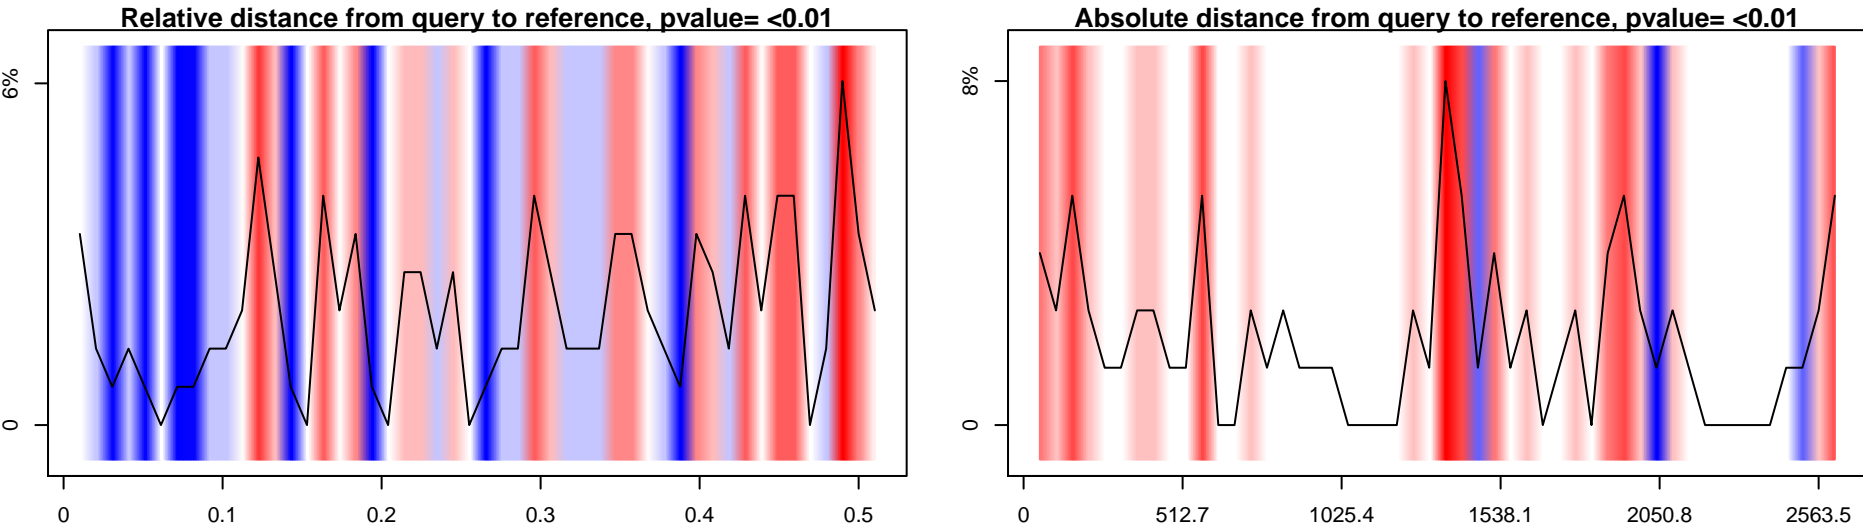 Relative distance from query to reference, pvalue= <0.01
6%
0
0 0.1 0.2 0.3 0.4 0.5
Absolute distance from query to reference, pvalue= <0.01
8%
0
0 512.7 1025.4 1538.1 2050.8 2563.5